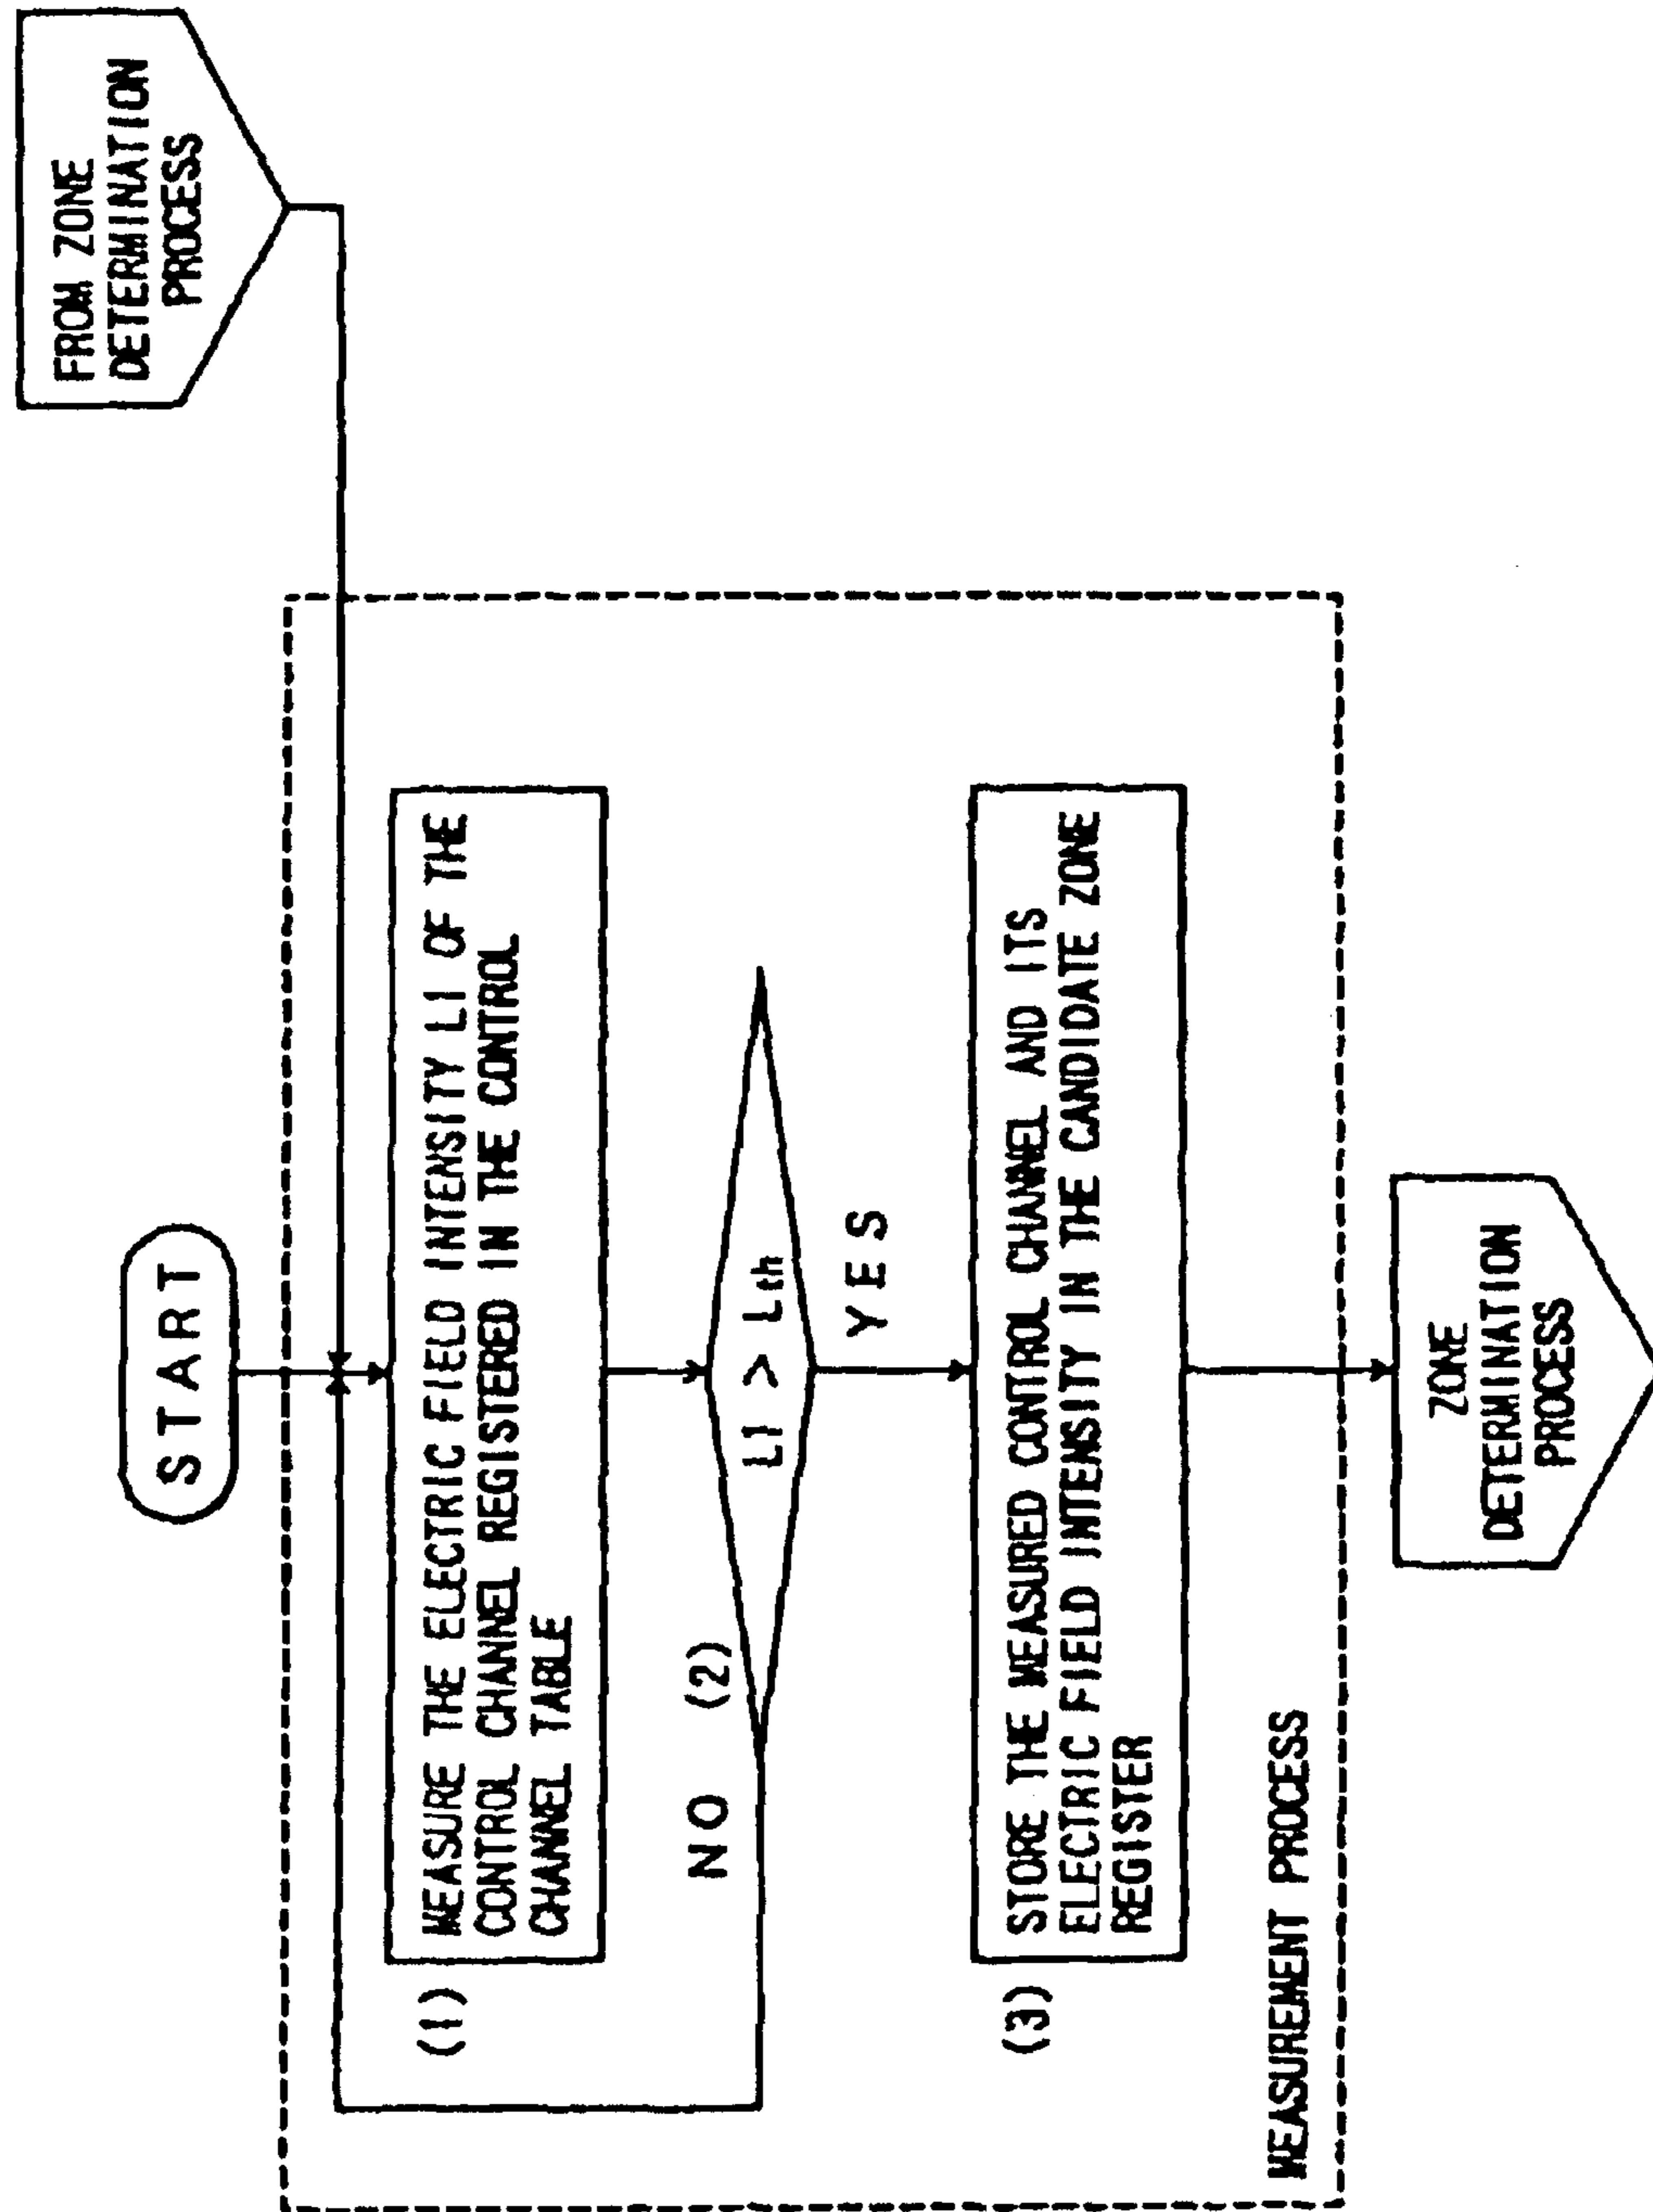 START
FROM ZONE
DETERMINATION
PROCESS
(1)
MEASURE THE ELECTRIC FIELD INTENSITY L1 OF THE
CONTROL CHANNEL REGISTERED IN THE CONTROL
CHANNEL TABLE
NO (2)
L1 > Lth
YES
(3)
STORE THE MEASURED CONTROL CHANNEL AND ITS
ELECTRIC FIELD INTENSITY IN THE CANDIDATE ZONE
REGISTER
MEASUREMENT PROCESS
ZONE
DETERMINATION
PROCESS